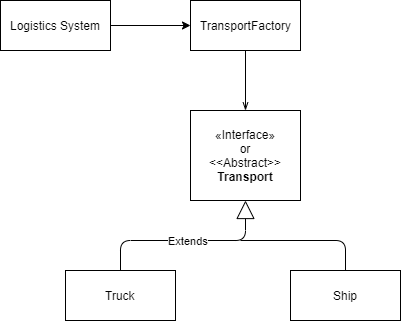 Logistics System
TransportFactory
«Interface»
or
<<Abstract>>
Transport
Extends
Truck
Ship